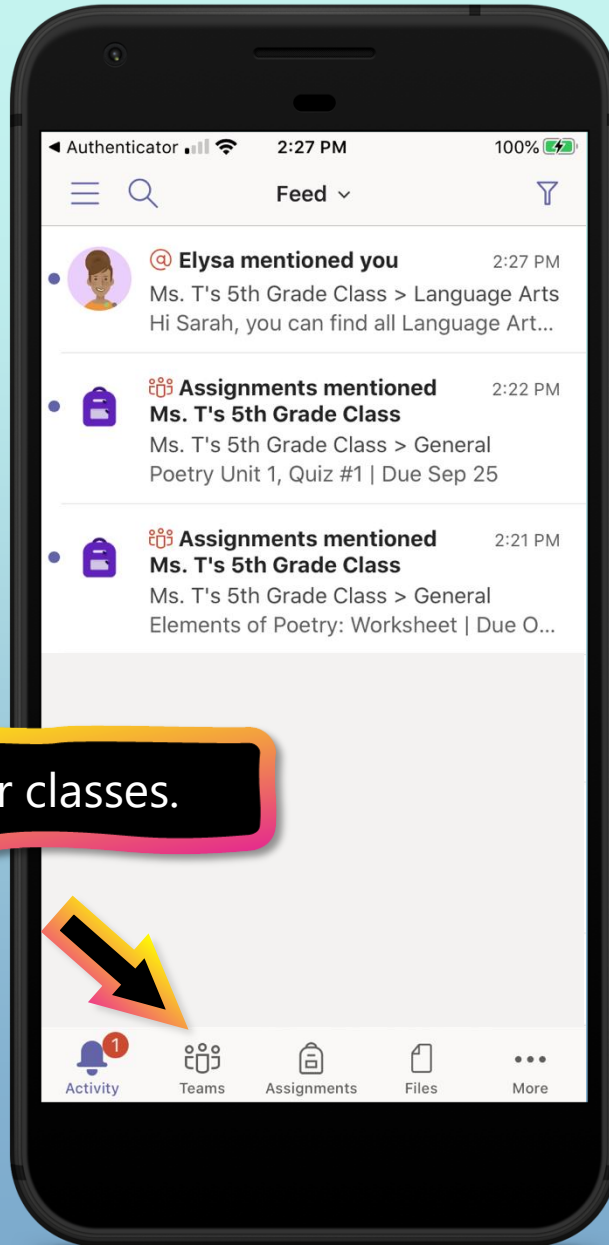 ◄ Authenticator 2:27 PM 100%
Feed
@ Elysa mentioned you 2:27 PM
Ms. T's 5th Grade Class > Language Arts
Hi Sarah, you can find all Language Art...
Assignments mentioned 2:22 PM
Ms. T's 5th Grade Class
Ms. T's 5th Grade Class > General
Poetry Unit 1, Quiz #1 | Due Sep 25
Assignments mentioned 2:21 PM
Ms. T's 5th Grade Class
Ms. T's 5th Grade Class > General
Elements of Poetry: Worksheet | Due O...
classes.
1
Activity Teams Assignments Files More